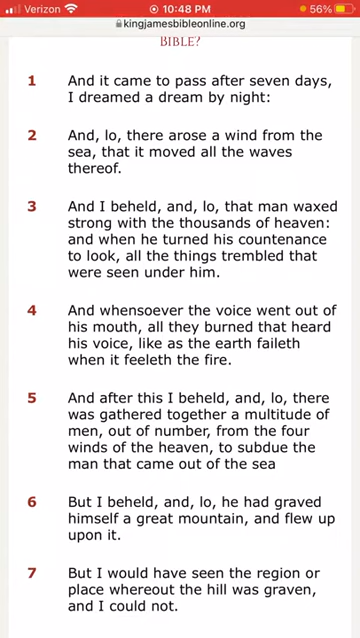 Verizon 10:48 PM 56%
kingjamesbibleonline.org
BIBLE?
1 And it came to pass after seven days,
I dreamed a dream by night:
2 And, lo, there arose a wind from the
sea, that it moved all the waves
thereof.
3 And I beheld, and, lo, that man waxed
strong with the thousands of heaven:
and when he turned his countenance
to look, all the things trembled that
were seen under him.
4 And whensoever the voice went out of
his mouth, all they burned that heard
his voice, like as the earth faileth
when it feeleth the fire.
5 And after this I beheld, and, lo, there
was gathered together a multitude of
men, out of number, from the four
winds of the heaven, to subdue the
man that came out of the sea
6 But I beheld, and, lo, he had graved
himself a great mountain, and flew up
upon it.
7 But I would have seen the region or
place whereout the hill was graven,
and I could not.